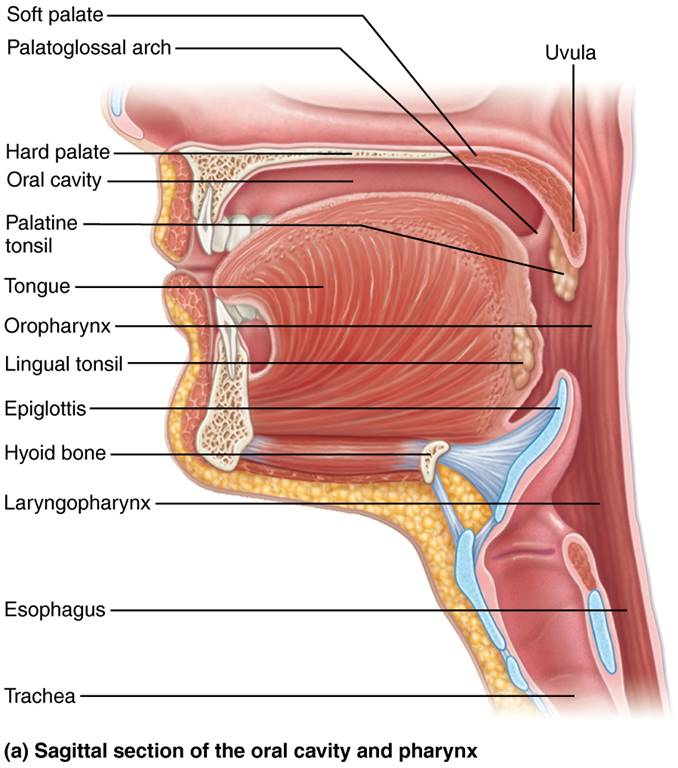 Soft palate
Palatoglossal arch
Uvula
Hard palate
Oral cavity
Palatine
tonsil
Tongue
Oropharynx
Lingual tonsil
Epiglottis
Hyoid bone
Laryngopharynx
Esophagus
Trachea
(a) Sagittal section of the oral cavity and pharynx